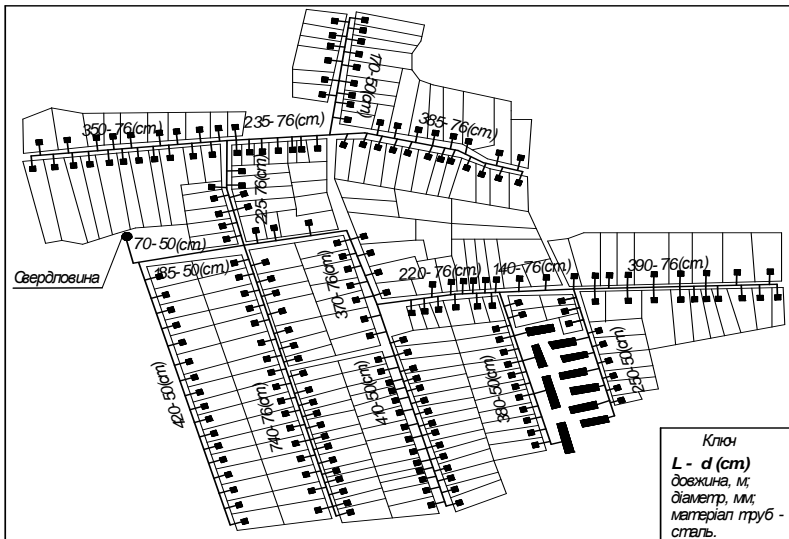 170-50(ст)
350-76(ст)
235-76(ст)
385-76(ст)
225-76(ст)
70-50(ст)
185-50(ст)
Свердловина
370-76(ст)
220-76(ст)
140-76(ст)
390-76(ст)
420-50(ст)
740-76(ст)
410-50(ст)
380-50(ст)
250-50(ст)
Ключ
L - d (ст)
довжина, м;
діаметр, мм;
матеріал труб -
сталь.